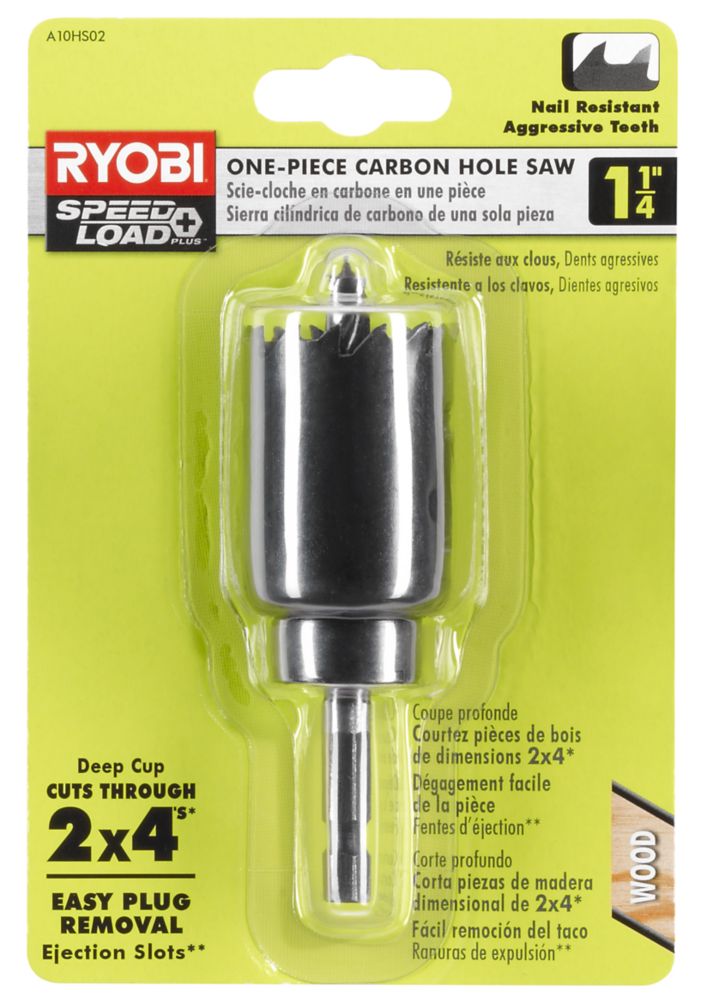 A10HS02
Nail Resistant
Aggressive Teeth
RYOBI
SPEED
LOAD
PLUS™
ONE-PIECE CARBON HOLE SAW
Scie-cloche en carbone en une pièce
Sierra cilíndrica de carbono de una sola pieza
1 1/4"
Résiste aux clous, Dents agressives
Resistente a los clavos, Dientes agresivos
Deep Cup
CUTS THROUGH
2x4'S*
EASY PLUG
REMOVAL
Ejection Slots**
Coupe profonde
Courtez pièces de bois
de dimensions 2x4*
Dégagement facile
de la pièce
Fentes d'éjection**
Corte profundo
Corta piezas de madera
dimensional de 2x4*
Fácil remoción del taco
Ranuras de expulsión**
WOOD